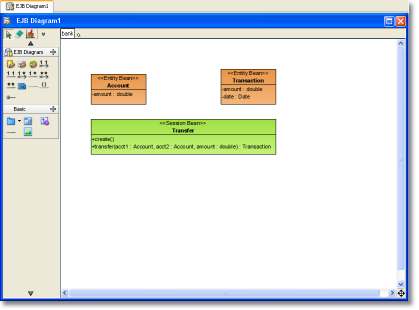 EJB Diagram1
EJB Diagram1
bank
EJB Diagram
Basic
<<Entity Bean>>
Account
-amount : double
<<Entity Bean>>
Transaction
-amount : double
-date : Date
<<Session Bean>>
Transfer
+create()
+transfer(acct1 : Account, acct2 : Account, amount : double) : Transaction